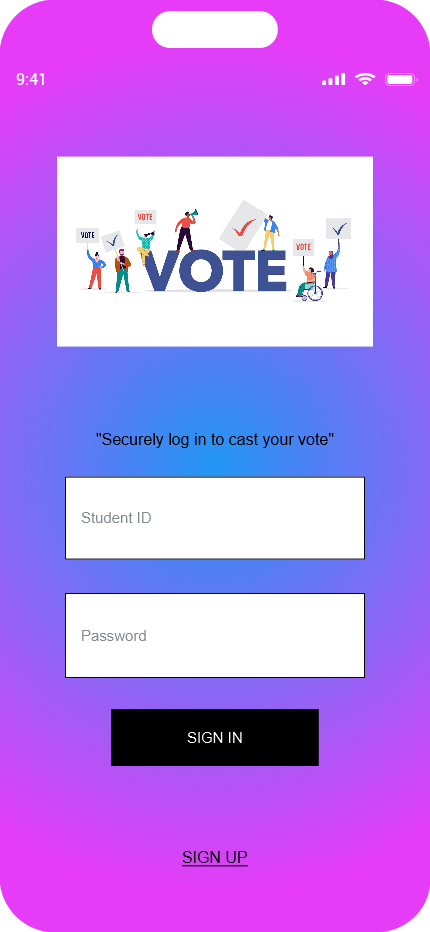 9:41
VOTE
VOTE
VOTE
VOTE
"Securely log in to cast your vote"
Student ID
Password
SIGN IN
SIGN UP